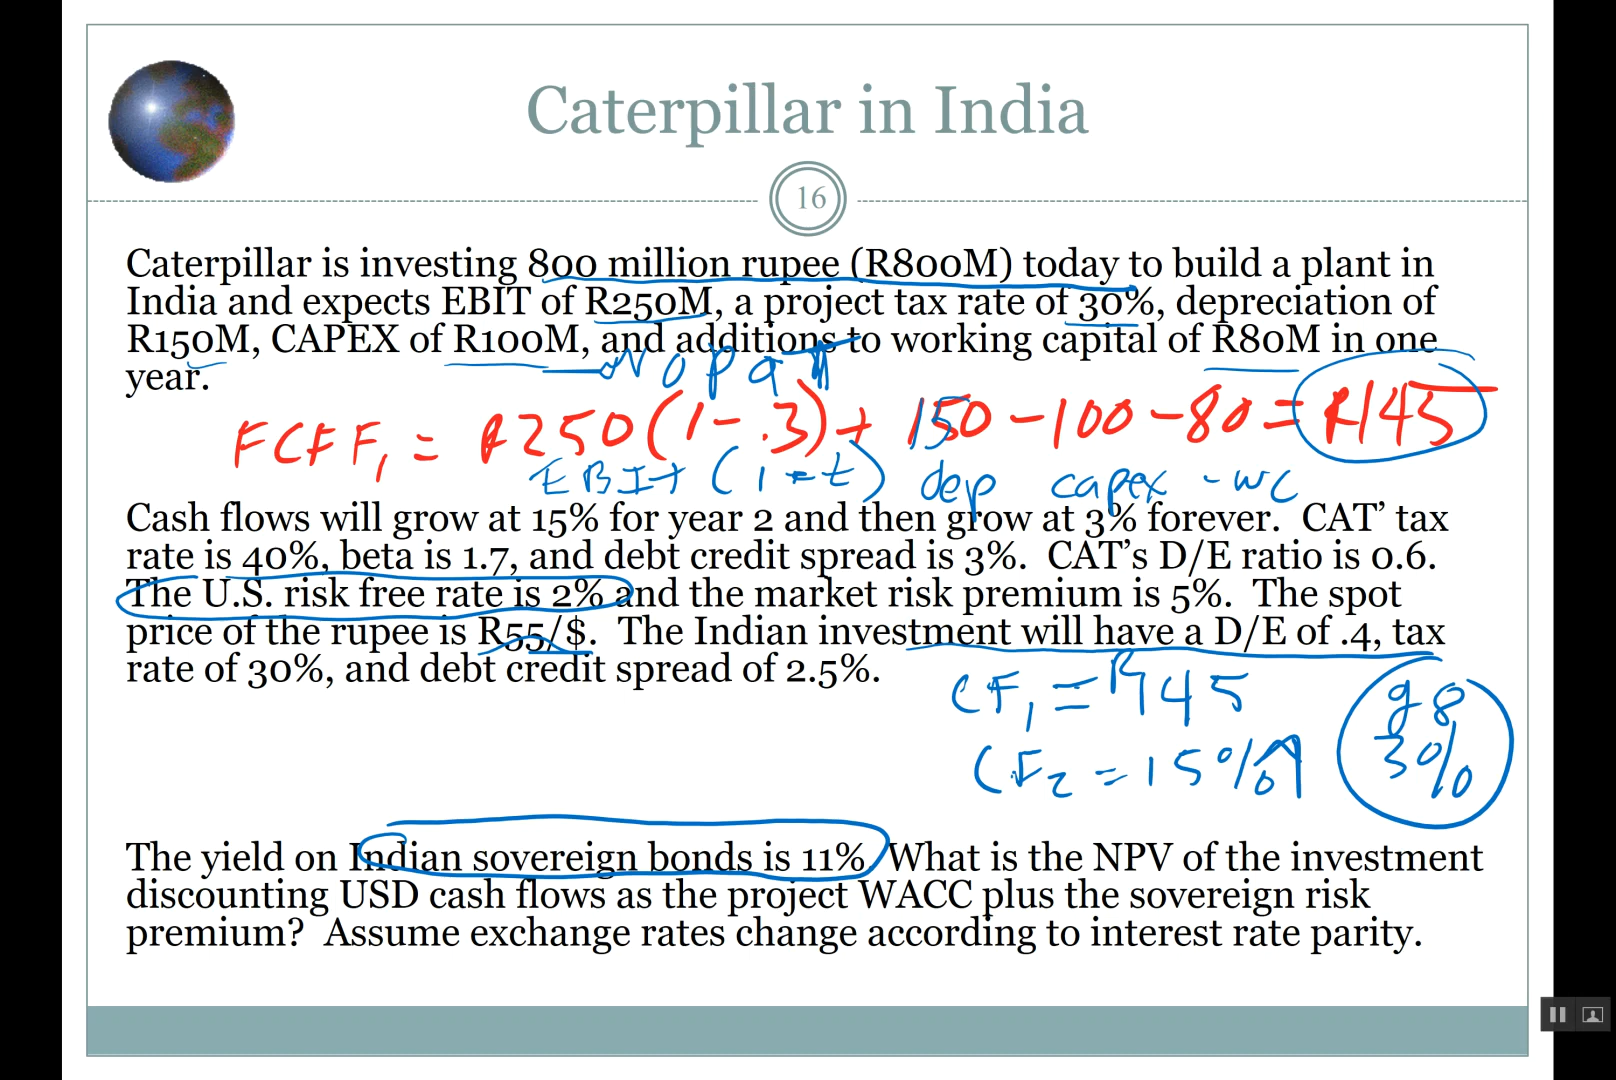 Caterpillar in India
16
Caterpillar is investing 800 million rupee (R800M) today to build a plant in
India and expects EBIT of R250M, a project tax rate of 30%, depreciation of
R150M, CAPEX of R100M, and additions to working capital of R80M in one
year.
NOPAT
FCFF1 = R250(1-.3)+ 150-100-80=R145
EBIT (1-t) dep capex -WC
Cash flows will grow at 15% for year 2 and then grow at 3% forever. CAT’ tax
rate is 40%, beta is 1.7, and debt credit spread is 3%. CAT’s D/E ratio is 0.6.
The U.S. risk free rate is 2% and the market risk premium is 5%. The spot
price of the rupee is R55/$. The Indian investment will have a D/E of .4, tax
rate of 30%, and debt credit spread of 2.5%.
CF1 = R145
CF2 = 15%
3%
The yield on Indian sovereign bonds is 11%. What is the NPV of the investment
discounting USD cash flows as the project WACC plus the sovereign risk
premium? Assume exchange rates change according to interest rate parity.